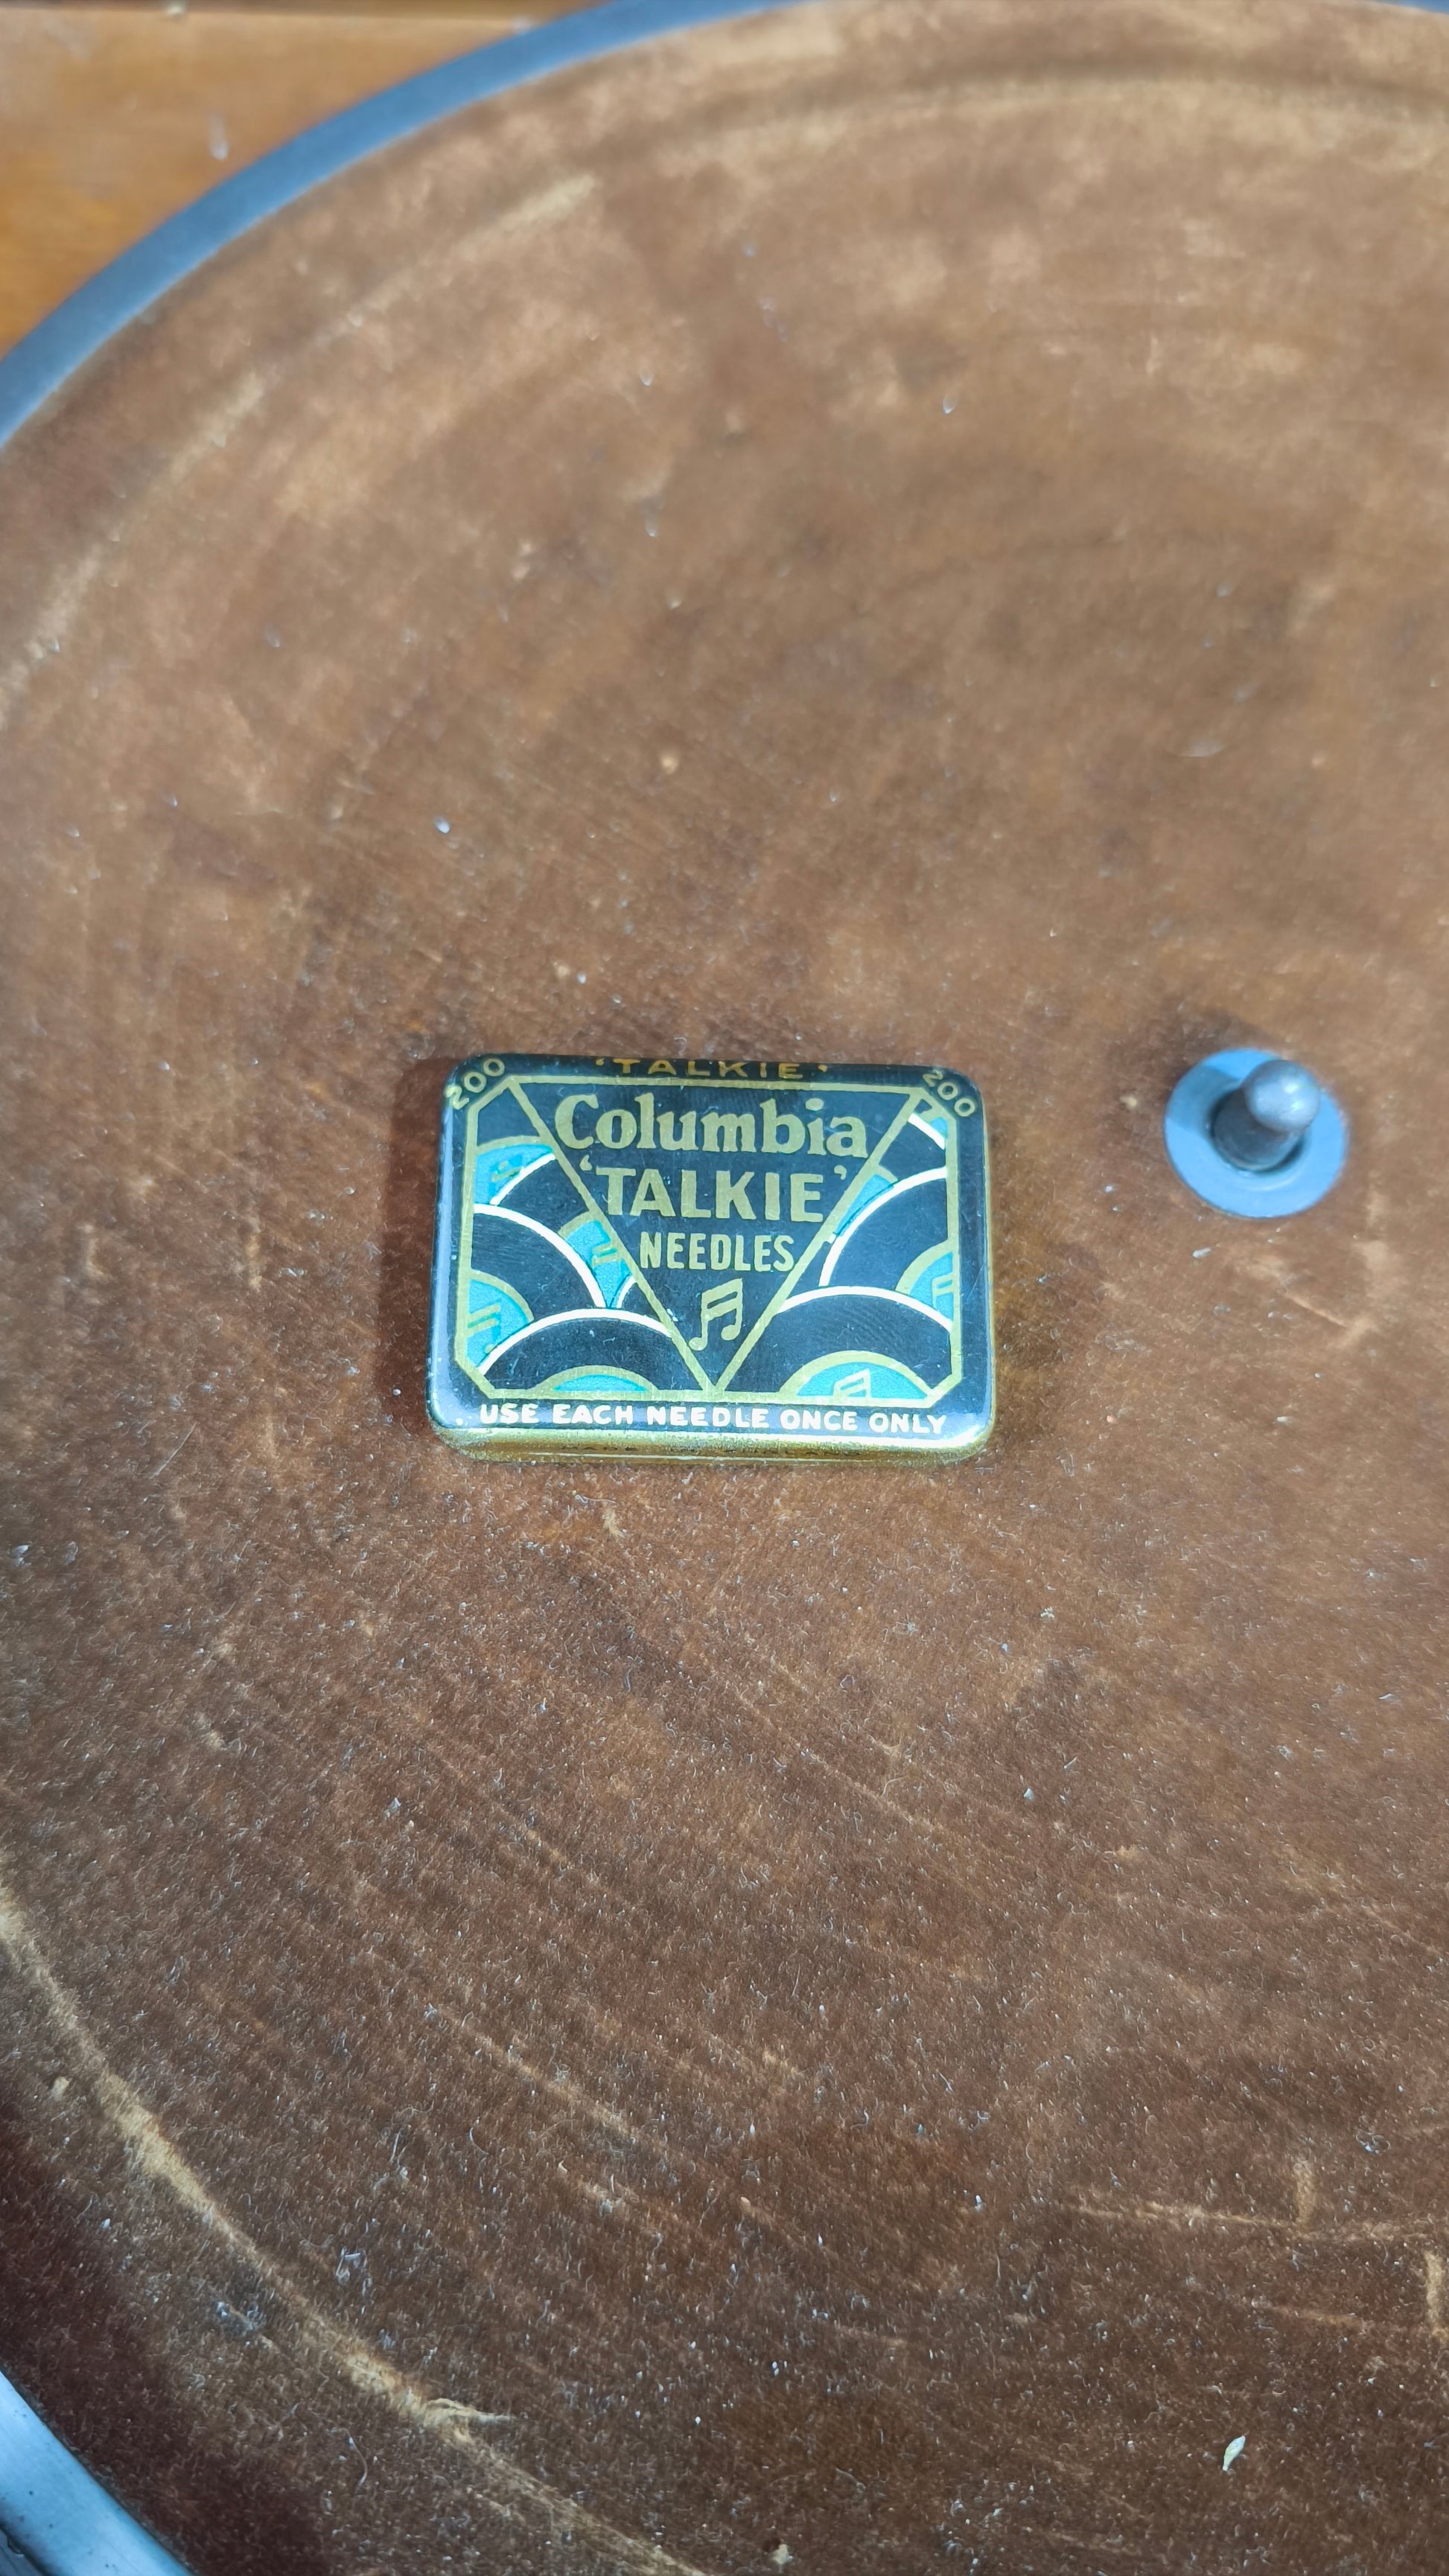 'TALKIE'
200
200
Columbia
'TALKIE'
NEEDLES
USE EACH NEEDLE ONCE ONLY